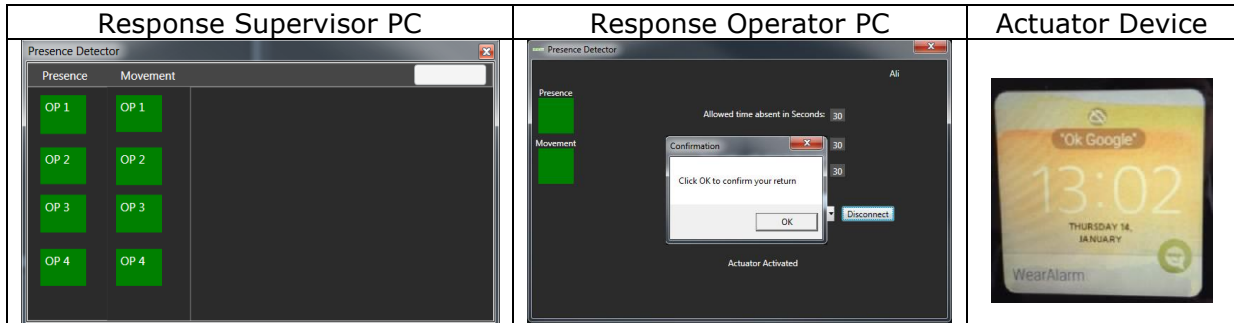 Response Supervisor PC
Response Operator PC
Actuator Device
Presence Detector
Presence Movement
OP 1 OP 1
OP 2 OP 2
OP 3 OP 3
OP 4 OP 4
Presence Detector
Ali
Presence
Allowed time absent in Seconds: 30
Movement
30
30
Confirmation
Click OK to confirm your return
OK
Disconnect
Actuator Activated
"Ok Google"
13:02
THURSDAY 14,
JANUARY
WearAlarm